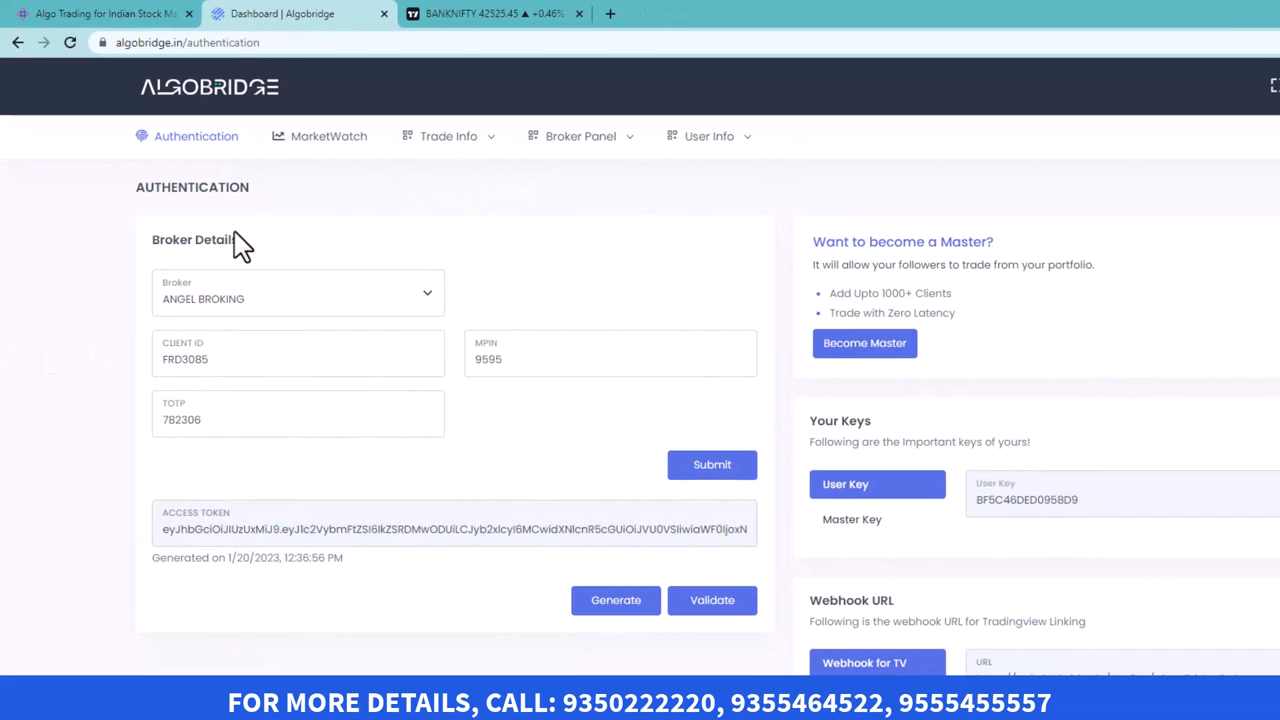 Algo Trading for Indian Stock Ma
Dashboard | Algobridge
BANKNIFTY 42525.45 ▲ +0.46%
algobridge.in/authentication
ALGOBRIDGE
Authentication
MarketWatch
Trade Info
Broker Panel
User Info
AUTHENTICATION
Broker Details
Broker
ANGEL BROKING
CLIENT ID
FRD3085
MPIN
9595
TOTP
782306
Submit
ACCESS TOKEN
Generated on 1/20/2023, 12:36:56 PM
Generate
Validate
Want to become a Master?
It will allow your followers to trade from your portfolio.
• Add Upto 1000+ Clients
• Trade with Zero Latency
Become Master
Your Keys
Following are the Important keys of yours!
User Key
User Key
BF5C46DED0958D9
Master Key
Webhook URL
Following is the webhook URL for Tradingview Linking
Webhook for TV
URL
FOR MORE DETAILS, CALL: 9350222220, 9355464522, 9555455557